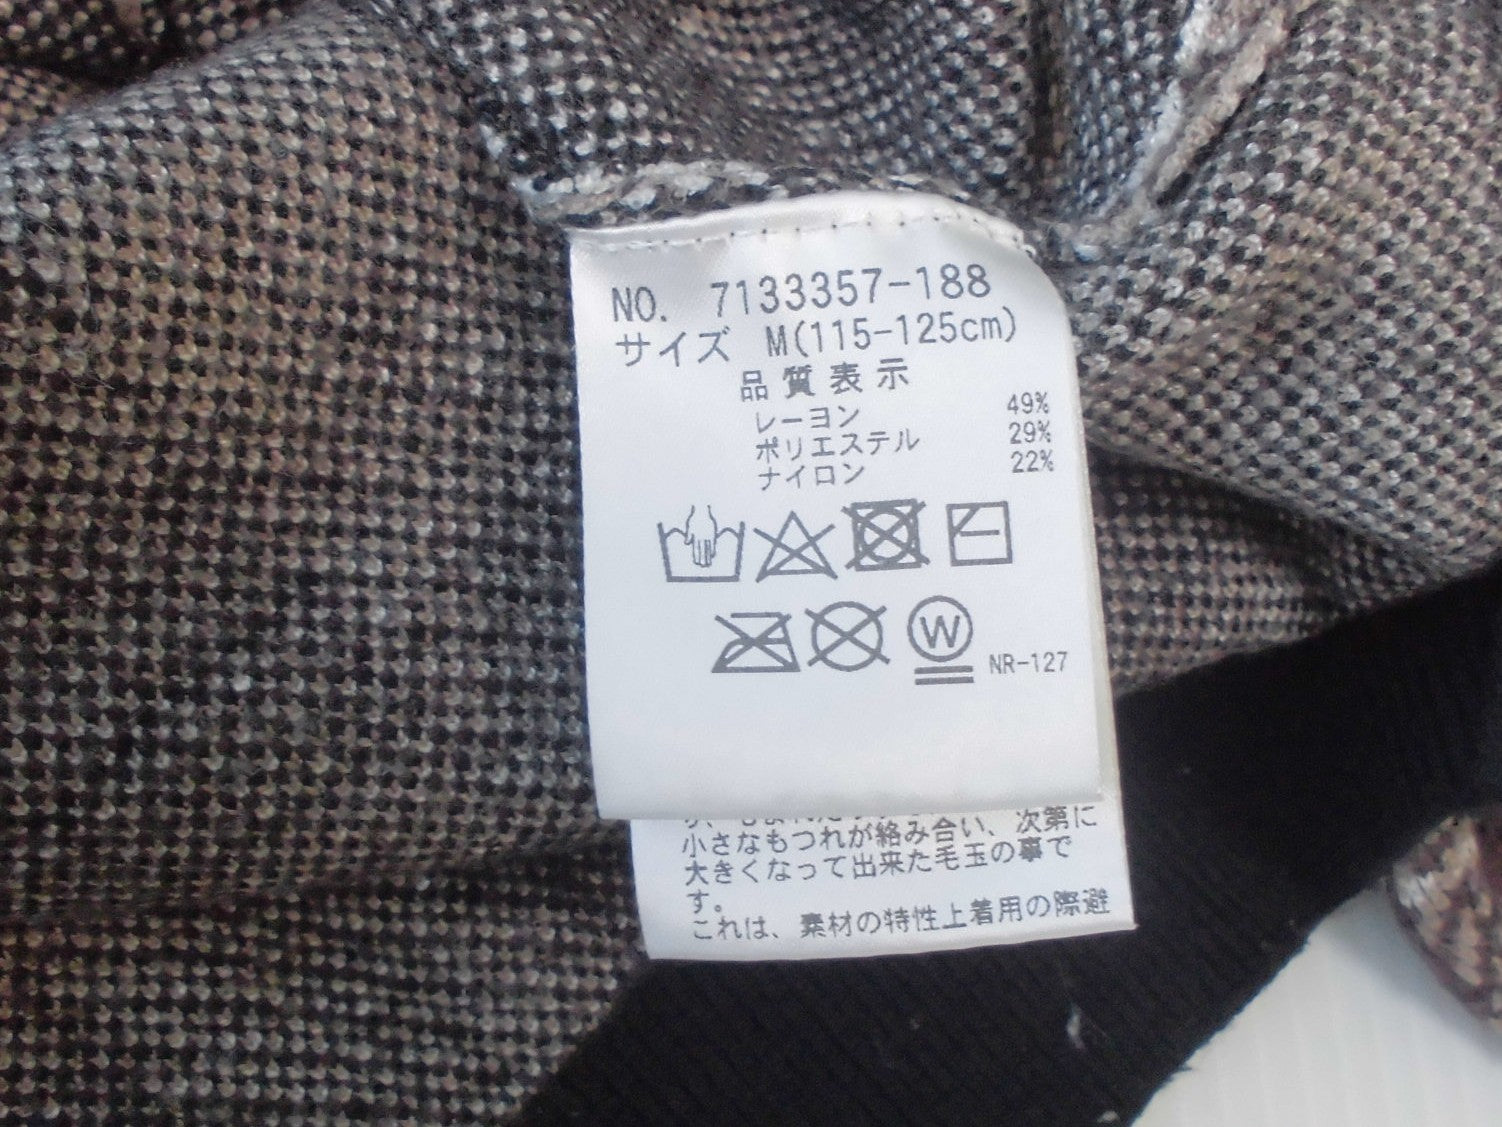 NO. 7133357-188
サイズ M(115-125cm)
品質表示
レーヨン 49%
ポリエステル 29%
ナイロン 22%
W
NR-127
小さなもつれが絡み合い、次第に
大きくなって出来た毛玉の事で
す。
これは、素材の特性上着用の際避